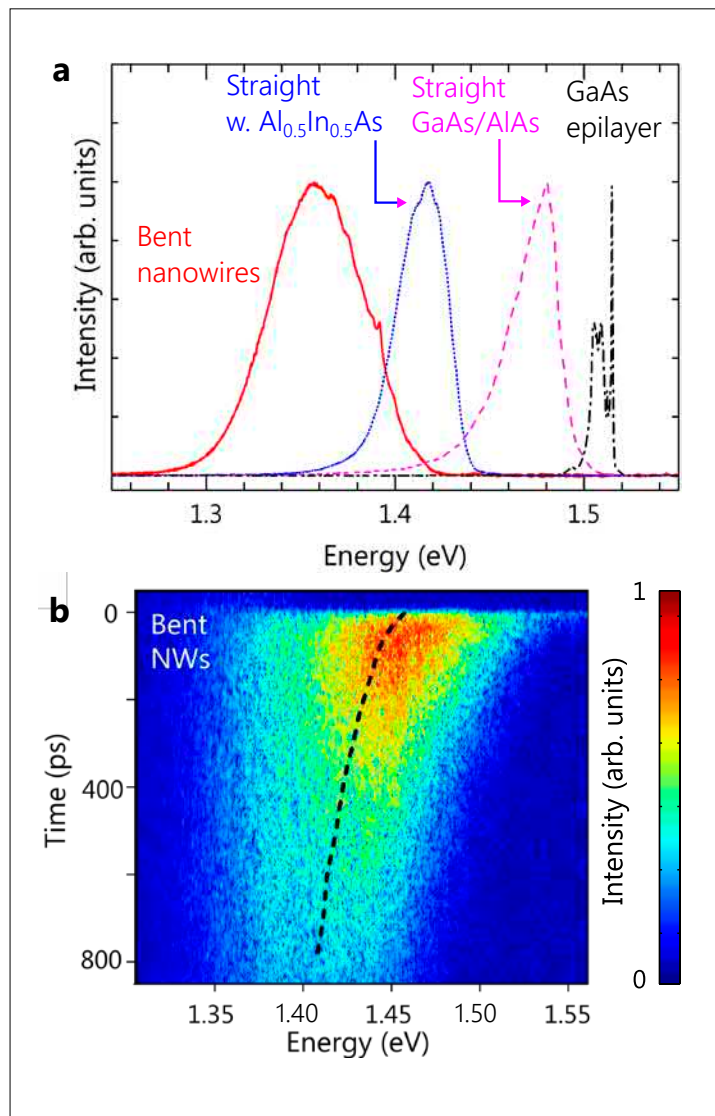 a
Straight
w. Al0.5In0.5As
Straight
GaAs/AlAs
GaAs
epilayer
Bent
nanowires
Intensity (arb. units)
1.3
1.4
1.5
Energy (eV)
b
Bent
NWs
0
400
800
Time (ps)
1.35
1.40
1.45
1.50
1.55
Energy (eV)
1
0
Intensity (arb. units)